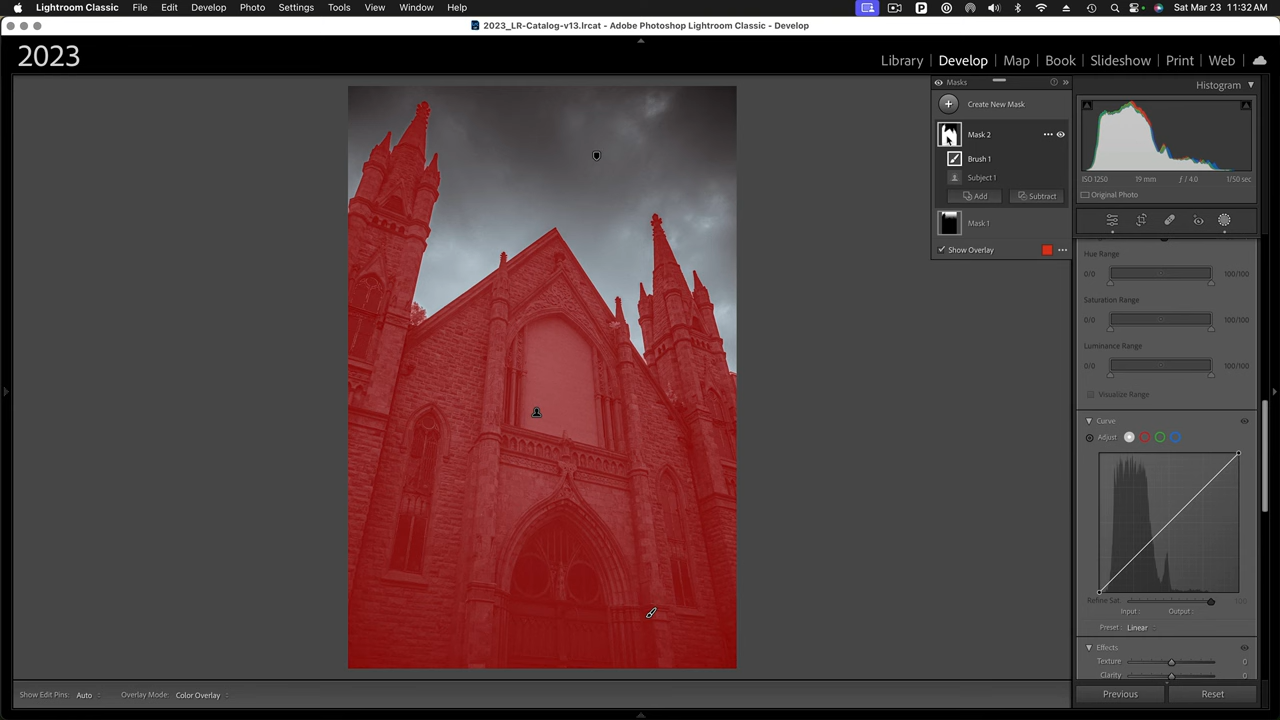 Lightroom Classic File Edit Develop Photo Settings Tools View Window Help Sat Mar 23 11:32 AM
2023_LR-Catalog-v13.lrcat - Adobe Photoshop Lightroom Classic - Develop
2023 Library | Develop | Map | Book | Slideshow | Print | Web
Masks
Create New Mask
Mask 2
Brush 1
Subject 1
Add Subtract
Mask 1
Show Overlay
Histogram
ISO 1250 19 mm ƒ / 4.0 1/50 sec
Original Photo
Hue Range
0/0 100/100
Saturation Range
0/0 100/100
Luminance Range
0/0 100/100
Visualize Range
Curve
Adjust
Refine Sat. 100
Input : Output :
Preset : Linear
Effects
Texture 0
Clarity 0
Show Edit Pins: Auto Overlay Mode: Color Overlay
Previous Reset